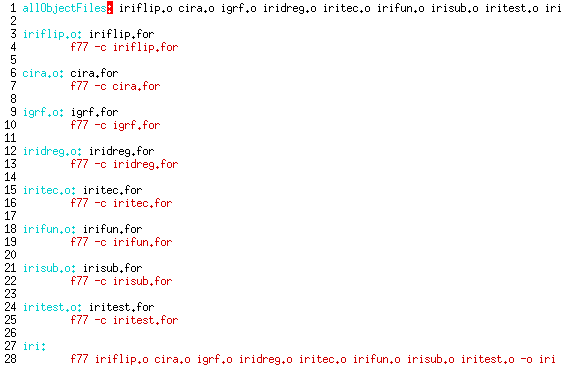 1 allObjectFiles: iriflip.o cira.o igrf.o iridreg.o iritec.o irifun.o irisub.o iritest.o iri
2
3 iriflip.o: iriflip.for
4 f77 -c iriflip.for
5
6 cira.o: cira.for
7 f77 -c cira.for
8
9 igrf.o: igrf.for
10 f77 -c igrf.for
11
12 iridreg.o: iridreg.for
13 f77 -c iridreg.for
14
15 iritec.o: iritec.for
16 f77 -c iritec.for
17
18 irifun.o: irifun.for
19 f77 -c irifun.for
20
21 irisub.o: irisub.for
22 f77 -c irisub.for
23
24 iritest.o: iritest.for
25 f77 -c iritest.for
26
27 iri:
28 f77 iriflip.o cira.o igrf.o iridreg.o iritec.o irifun.o irisub.o iritest.o -o iri